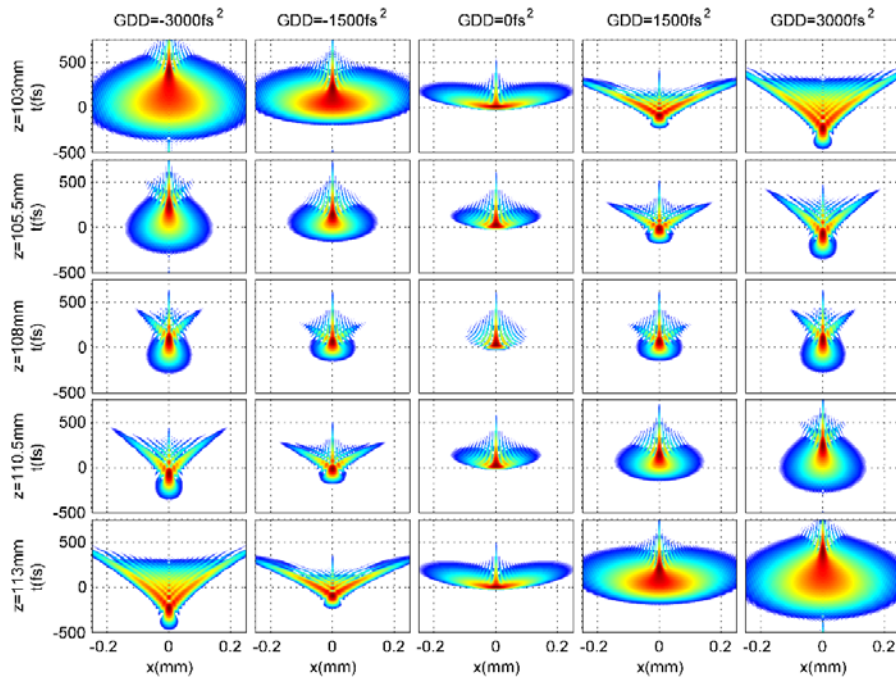 GDD=-3000fs² GDD=-1500fs² GDD=0fs² GDD=1500fs² GDD=3000fs²
z=103mm
t(fs)
500
0
-500
z=105.5mm
t(fs)
500
0
-500
z=108mm
t(fs)
500
0
-500
z=110.5mm
t(fs)
500
0
-500
z=113mm
t(fs)
500
0
-500
-0.2 0 0.2 -0.2 0 0.2 -0.2 0 0.2 -0.2 0 0.2 -0.2 0 0.2
x(mm) x(mm) x(mm) x(mm) x(mm)